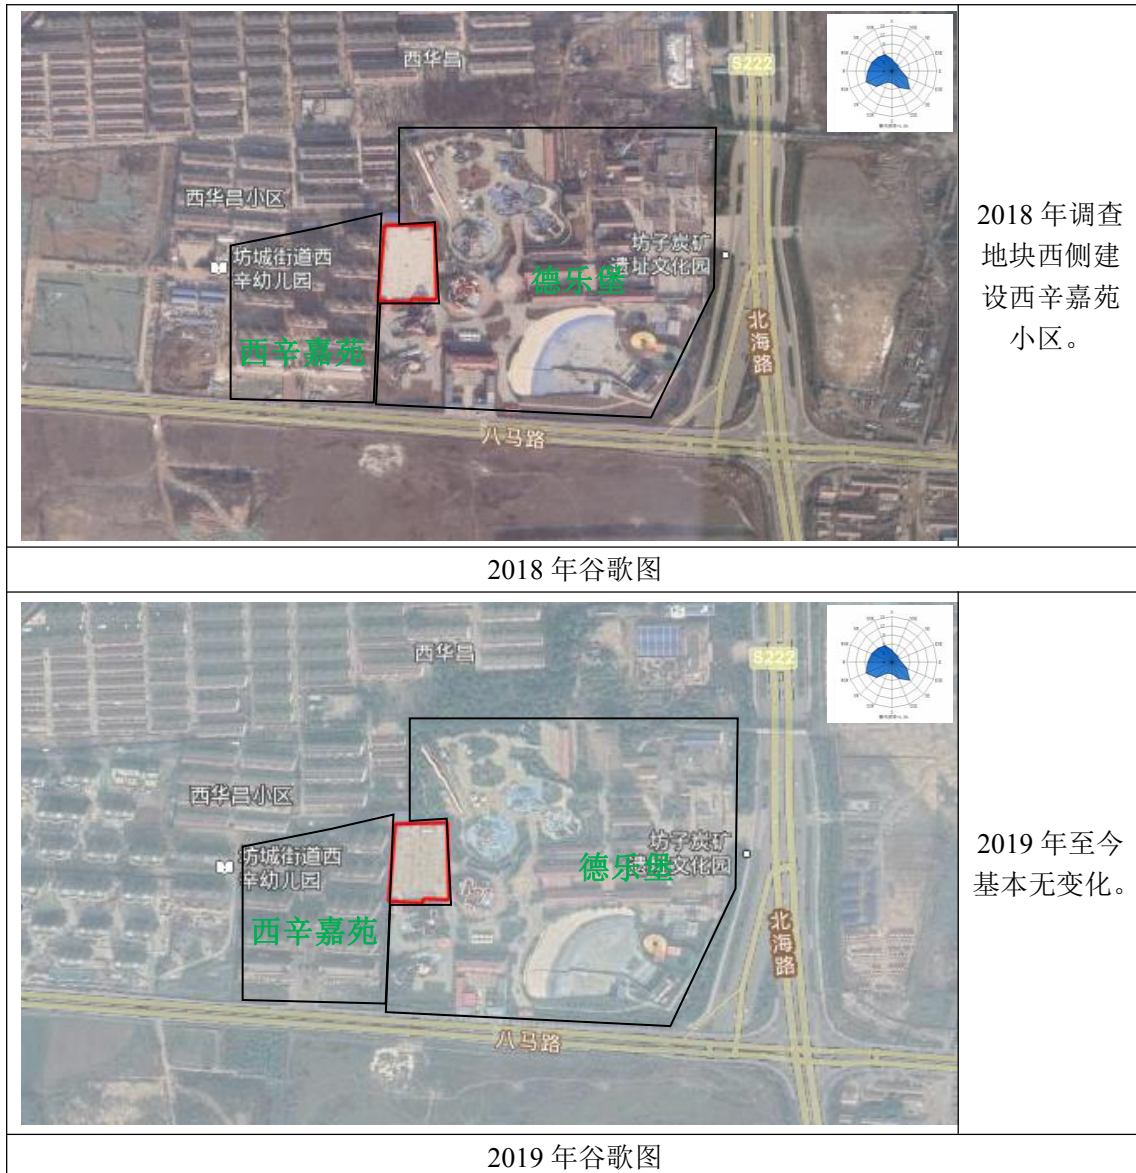 西华昌
S222
西华昌小区
坊城街道西
辛幼儿园
坊子炭矿
遗址文化园
德乐堡
西辛嘉苑
北海路
八马路
2018 年调查
地块西侧建
设西辛嘉苑
小区。
2018 年谷歌图
西华昌
S222
西华昌小区
坊城街道西
辛幼儿园
坊子炭矿
遗址文化园
德乐堡
西辛嘉苑
北海路
八马路
2019 年至今
基本无变化。
2019 年谷歌图